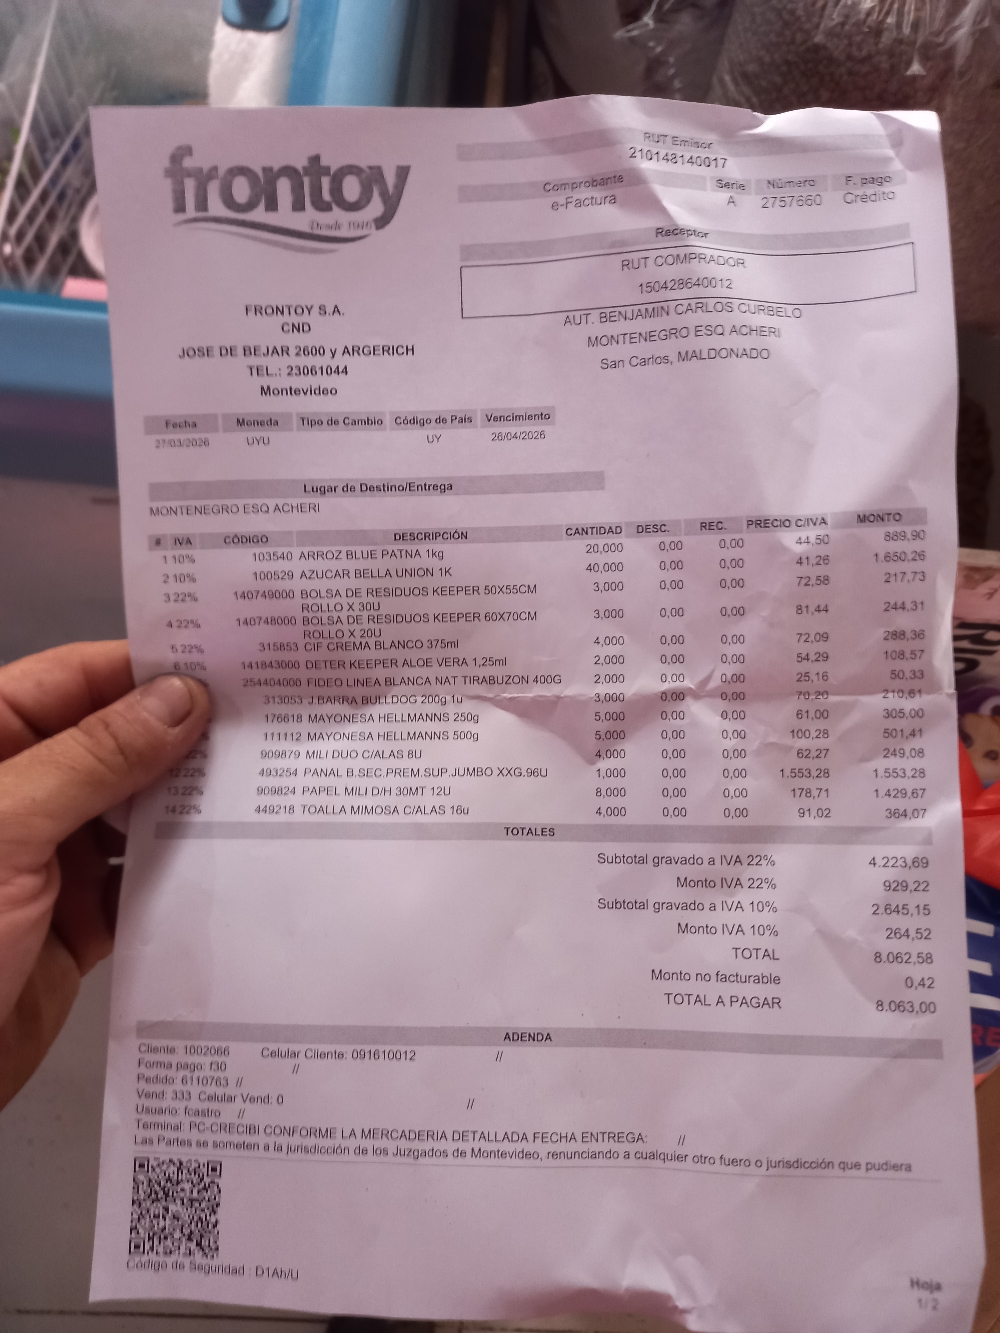 frontoy
Desde 1946
RUT Emisor
210148140017
Comprobante Serie Número F. pago
e-Factura A 2757660 Crédito
Receptor
RUT COMPRADOR
150428640012
AUT. BENJAMIN CARLOS CURBELO
MONTENEGRO ESQ ACHERI
San Carlos, MALDONADO
FRONTOY S.A.
CND
JOSE DE BEJAR 2600 y ARGERICH
TEL.: 23061044
Montevideo
Fecha Moneda Tipo de Cambio Código de País Vencimiento
27/03/2026 UYU UY 26/04/2026
Lugar de Destino/Entrega
MONTENEGRO ESQ ACHERI
# IVA CÓDIGO DESCRIPCIÓN CANTIDAD DESC. REC. PRECIO C/IVA MONTO
1 10% 103540 ARROZ BLUE PATNA 1kg 20,000 0,00 0,00 44,50 889,90
2 10% 100529 AZUCAR BELLA UNION 1K 40,000 0,00 0,00 41,26 1.650,26
3 22% 140749000 BOLSA DE RESIDUOS KEEPER 50X55CM 3,000 0,00 0,00 72,58 217,73
ROLLO X 30U
4 22% 140748000 BOLSA DE RESIDUOS KEEPER 60X70CM 3,000 0,00 0,00 81,44 244,31
ROLLO X 20U
5 22% 315853 CIF CREMA BLANCO 375ml 4,000 0,00 0,00 72,09 288,36
6 10% 141843000 DETER KEEPER ALOE VERA 1,25ml 2,000 0,00 0,00 54,29 108,57
254404000 FIDEO LINEA BLANCA NAT TIRABUZON 400G 2,000 0,00 0,00 25,16 50,33
313053 J.BARRA BULLDOG 200g 1u 3,000 0,00 0,00 70,20 210,61
176618 MAYONESA HELLMANNS 250g 5,000 0,00 0,00 61,00 305,00
111112 MAYONESA HELLMANNS 500g 5,000 0,00 0,00 100,28 501,41
22% 909879 MILI DUO C/ALAS 8U 4,000 0,00 0,00 62,27 249,08
12 22% 493254 PANAL B.SEC.PREM.SUP.JUMBO XXG.96U 1,000 0,00 0,00 1.553,28 1.553,28
13 22% 909824 PAPEL MILI D/H 30MT 12U 8,000 0,00 0,00 178,71 1.429,67
14 22% 449218 TOALLA MIMOSA C/ALAS 16u 4,000 0,00 0,00 91,02 364,07
TOTALES
Subtotal gravado a IVA 22% 4.223,69
Monto IVA 22% 929,22
Subtotal gravado a IVA 10% 2.645,15
Monto IVA 10% 264,52
TOTAL 8.062,58
Monto no facturable 0,42
TOTAL A PAGAR 8.063,00
ADENDA
Cliente: 1002066 Celular Cliente: 091610012 //
Forma pago: f30 //
Pedido: 6110763 //
Vend: 333 Celular Vend: 0 //
Usuario: fcastro //
Terminal: PC-CRECIBI CONFORME LA MERCADERIA DETALLADA FECHA ENTREGA: //
Las Partes se someten a la jurisdicción de los Juzgados de Montevideo, renunciando a cualquier otro fuero o jurisdicción que pudiera
Código de Seguridad : D1Ah/U
Hoja
1/2